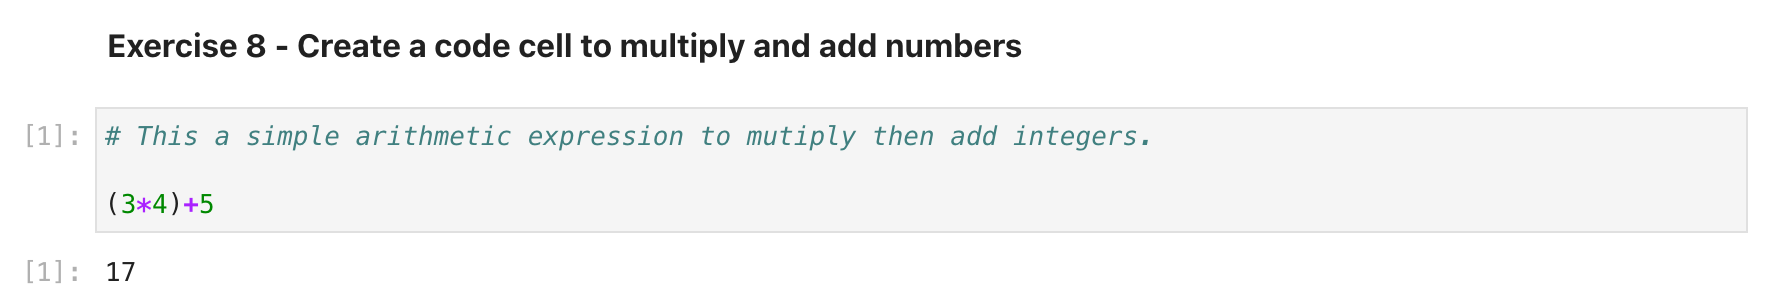 Exercise 8 - Create a code cell to multiply and add numbers
[1]: # This a simple arithmetic expression to mutiply then add integers.
(3*4)+5
[1]: 17